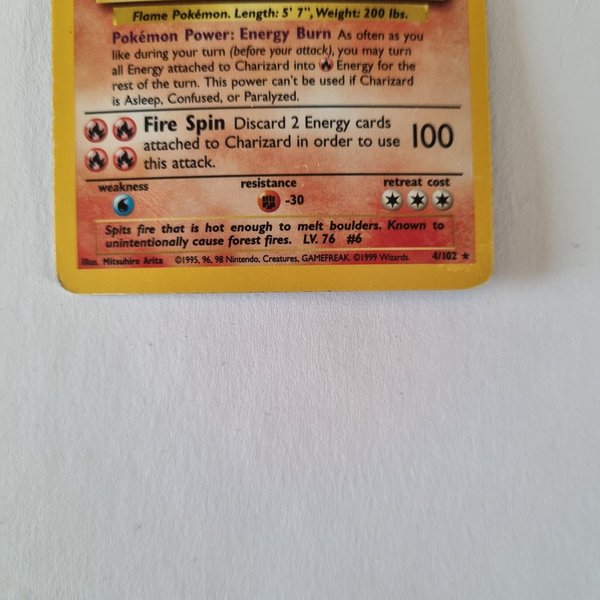 Flame Pokémon. Length: 5' 7", Weight: 200 lbs.
Pokémon Power: Energy Burn As often as you
like during your turn (before your attack), you may turn
all Energy attached to Charizard into Energy for the
rest of the turn. This power can't be used if Charizard
is Asleep, Confused, or Paralyzed.
Fire Spin Discard 2 Energy cards
attached to Charizard in order to use 100
this attack.
weakness resistance retreat cost
-30
Spits fire that is hot enough to melt boulders. Known to
unintentionally cause forest fires. LV. 76 #6
Illus. Mitsuhiro Arita ©1995, 96, 98 Nintendo, Creatures, GAMEFREAK. ©1999 Wizards. 4/102 ★